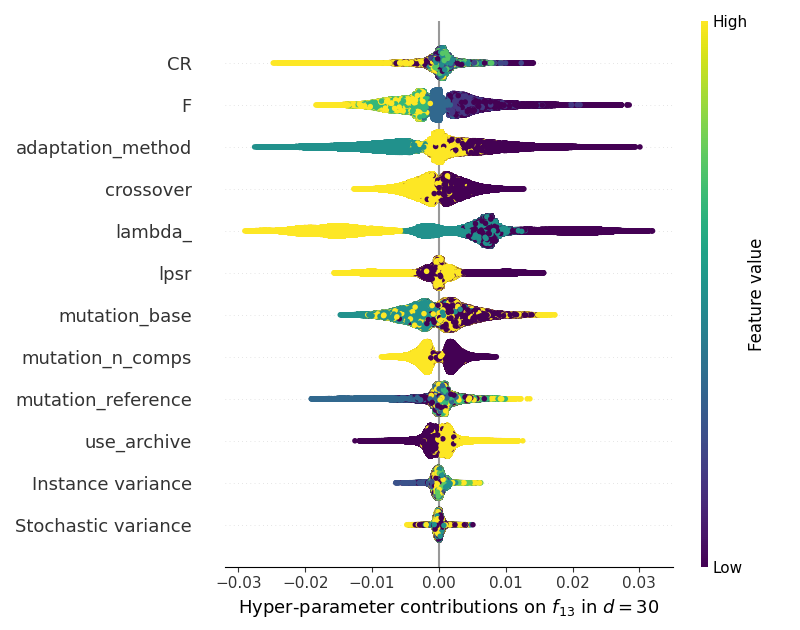 High
CR
F
adaptation_method
crossover
lambda_
lpsr
mutation_base
mutation_n_comps
mutation_reference
use_archive
Instance variance
Stochastic variance
Feature value
Low
−0.03 −0.02 −0.01 0.00 0.01 0.02 0.03
Hyper-parameter contributions on f₁₃ in d = 30